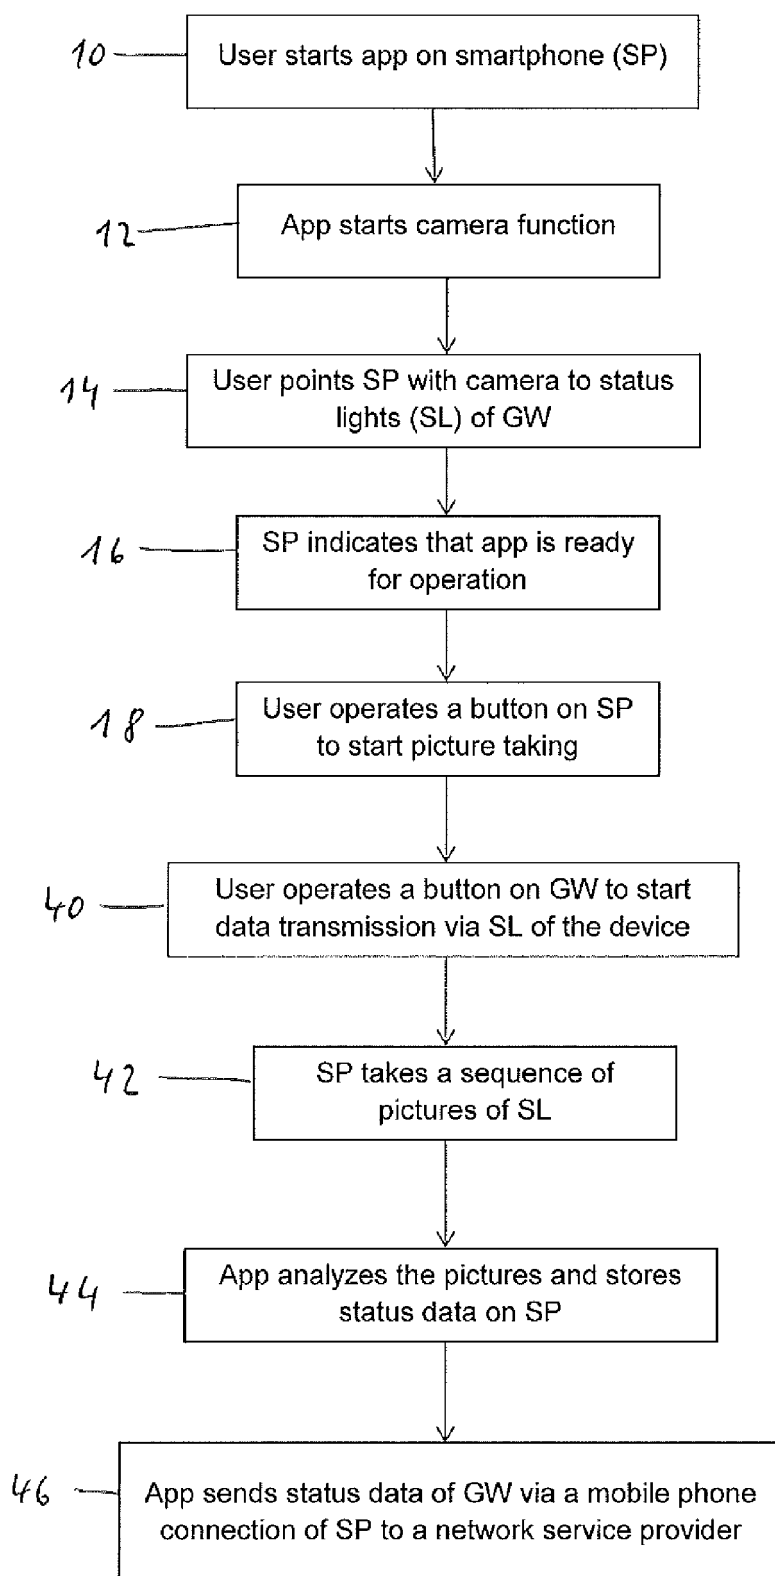 10
User starts app on smartphone (SP)
12
App starts camera function
14
User points SP with camera to status
lights (SL) of GW
16
SP indicates that app is ready
for operation
18
User operates a button on SP
to start picture taking
40
User operates a button on GW to start
data transmission via SL of the device
42
SP takes a sequence of
pictures of SL
44
App analyzes the pictures and stores
status data on SP
46
App sends status data of GW via a mobile phone
connection of SP to a network service provider